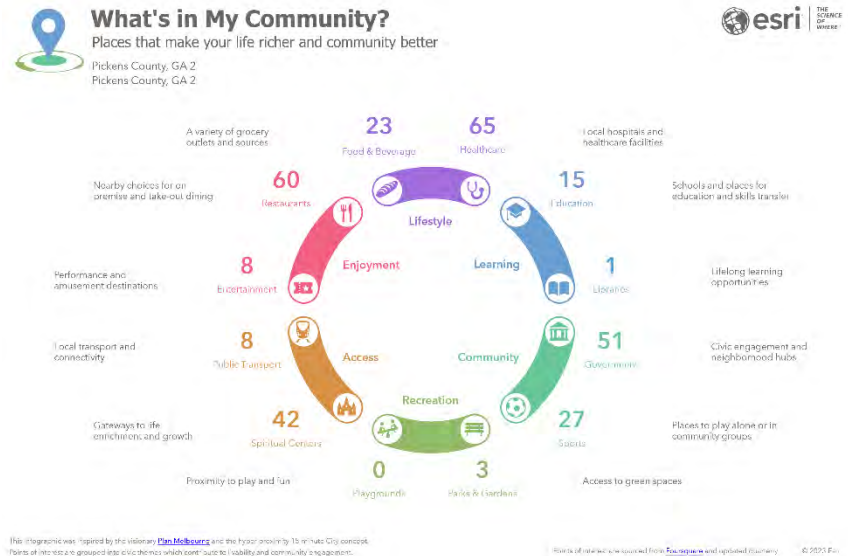 What's in My Community?
Places that make your life richer and community better
Pickens County, GA 2
Pickens County, GA 2
esri
THE
SCIENCE
OF
WHERE
A variety of grocery
outlets and sources
23
Food & Beverage
65
Healthcare
Local hospitals and
healthcare facilities
Nearby choices for on
premise and take-out dining
60
Restaurants
Lifestyle
15
Education
Schools and places for
education and skills transfer
Performance and
amusement destinations
8
Entertainment
Enjoyment
Learning
1
Libraries
Lifelong learning
opportunities
Local transport and
connectivity
8
Public Transport
Access
Community
51
Government
Civic engagement and
neighborhood hubs
Gateways to life
enrichment and growth
42
Spiritual Centers
Recreation
27
Sports
Places to play alone or in
community groups
Proximity to play and fun
0
Playgrounds
3
Parks & Gardens
Access to green spaces
This infographic was inspired by the visionary Plan Melbourne and the hyper proximity 15 minute City concept.
Points of interest are grouped into civic themes which contribute to livability and community engagement.
Points of interest are sourced from Foursquare and updated quarterly
© 2023 Esri